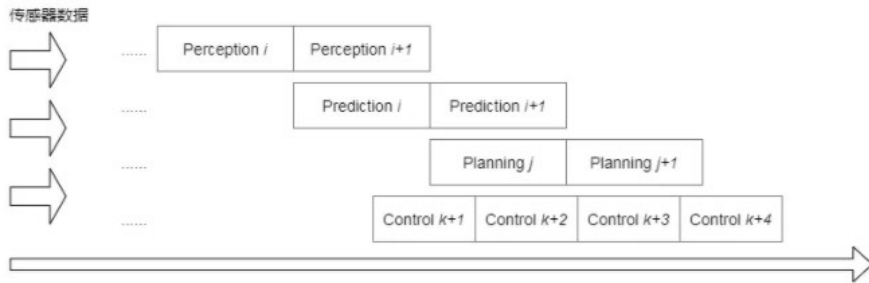 传感器数据
...... Perception i Perception i+1
...... Prediction i Prediction i+1
...... Planning j Planning j+1
...... Control k+1 Control k+2 Control k+3 Control k+4